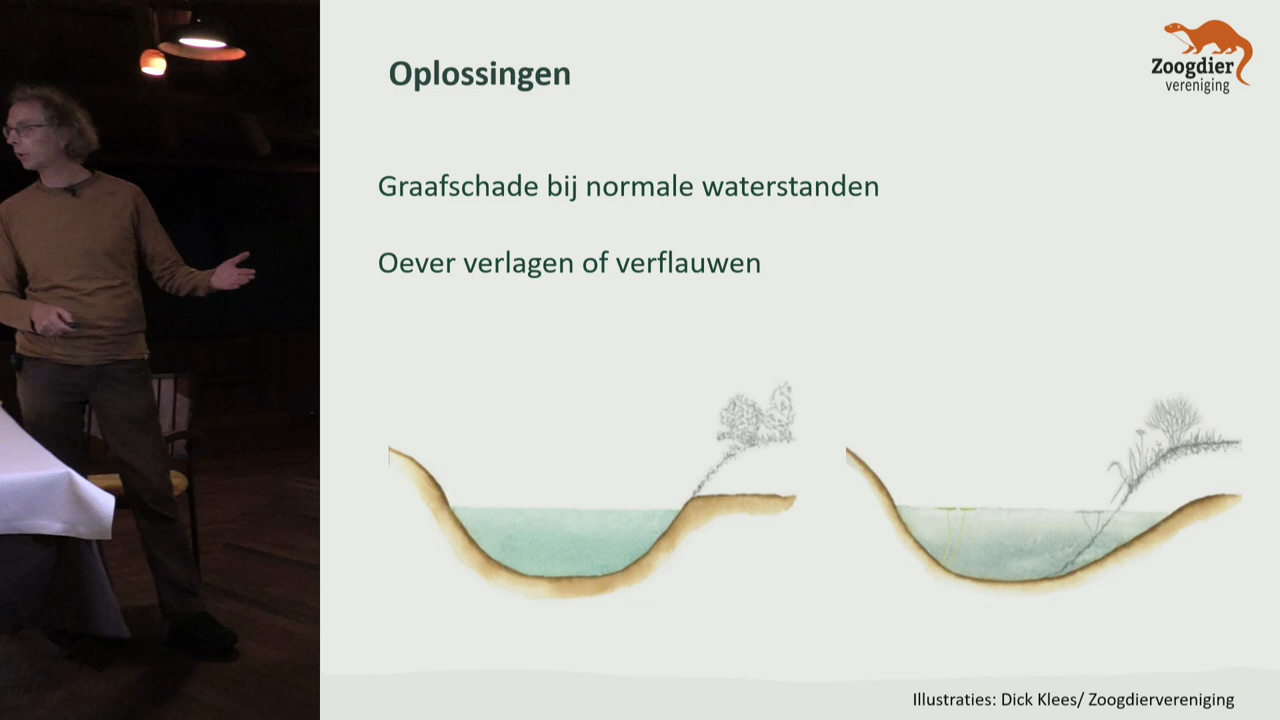 Oplossingen
Zoogdier
vereniging
Graafschade bij normale waterstanden
Oever verlagen of verflauwen
Illustraties: Dick Klees/ Zoogdiervereniging